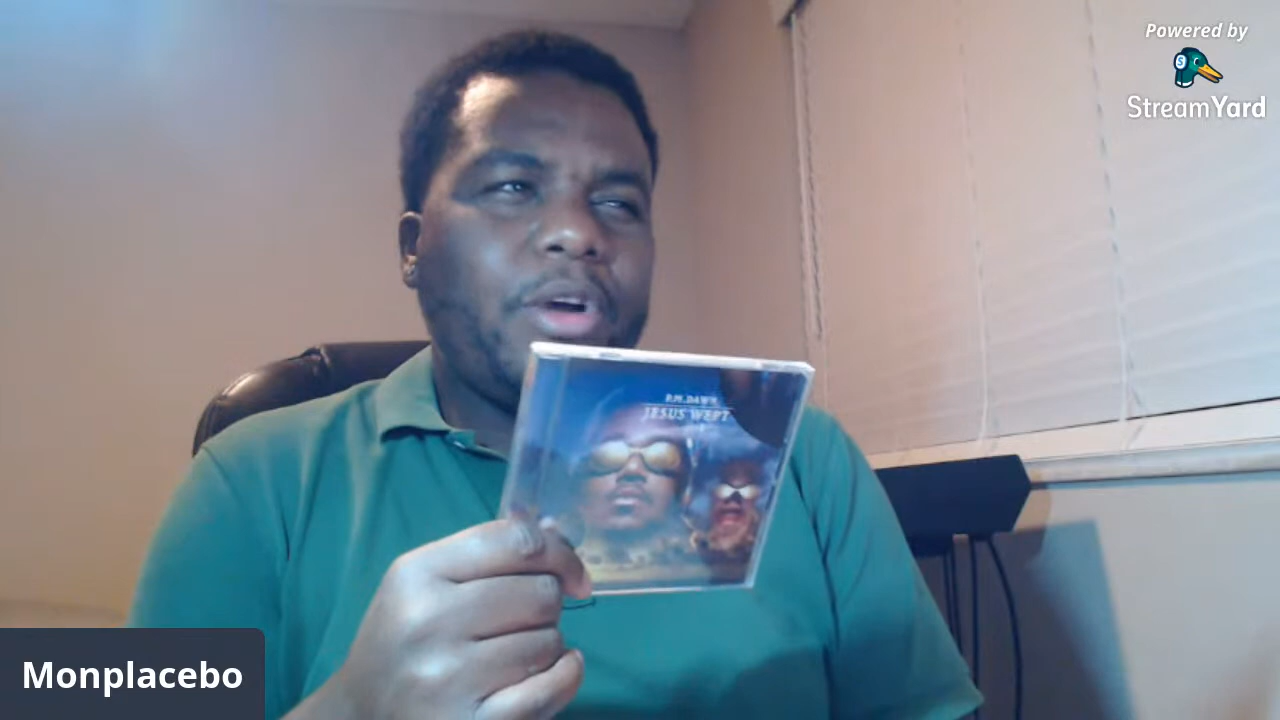 Powered by
StreamYard
P.M. DAWN
JESUS WEPT
Monplacebo